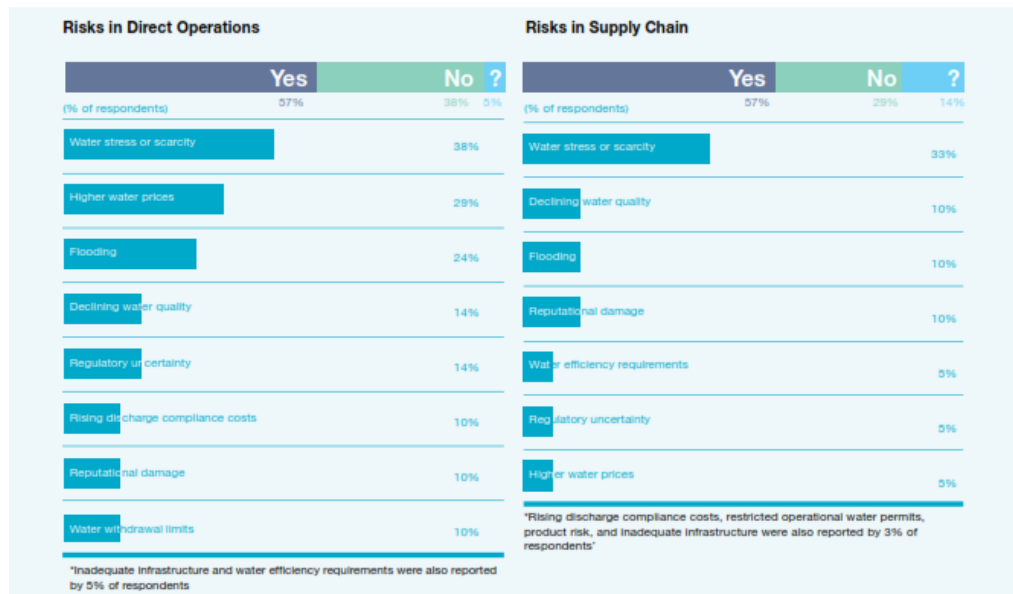 Risks in Direct Operations
Yes No ?
(% of respondents) 57% 38% 5%
Water stress or scarcity 38%
Higher water prices 29%
Flooding 24%
Declining water quality 14%
Regulatory uncertainty 14%
Rising discharge compliance costs 10%
Reputational damage 10%
Water withdrawal limits 10%
"Inadequate infrastructure and water efficiency requirements were also reported
by 5% of respondents
Risks in Supply Chain
Yes No ?
(% of respondents) 57% 29% 14%
Water stress or scarcity 33%
Declining water quality 10%
Flooding 10%
Reputational damage 10%
Water efficiency requirements 5%
Regulatory uncertainty 5%
Higher water prices 5%
"Rising discharge compliance costs, restricted operational water permits,
product risk, and inadequate infrastructure were also reported by 3% of
respondents"